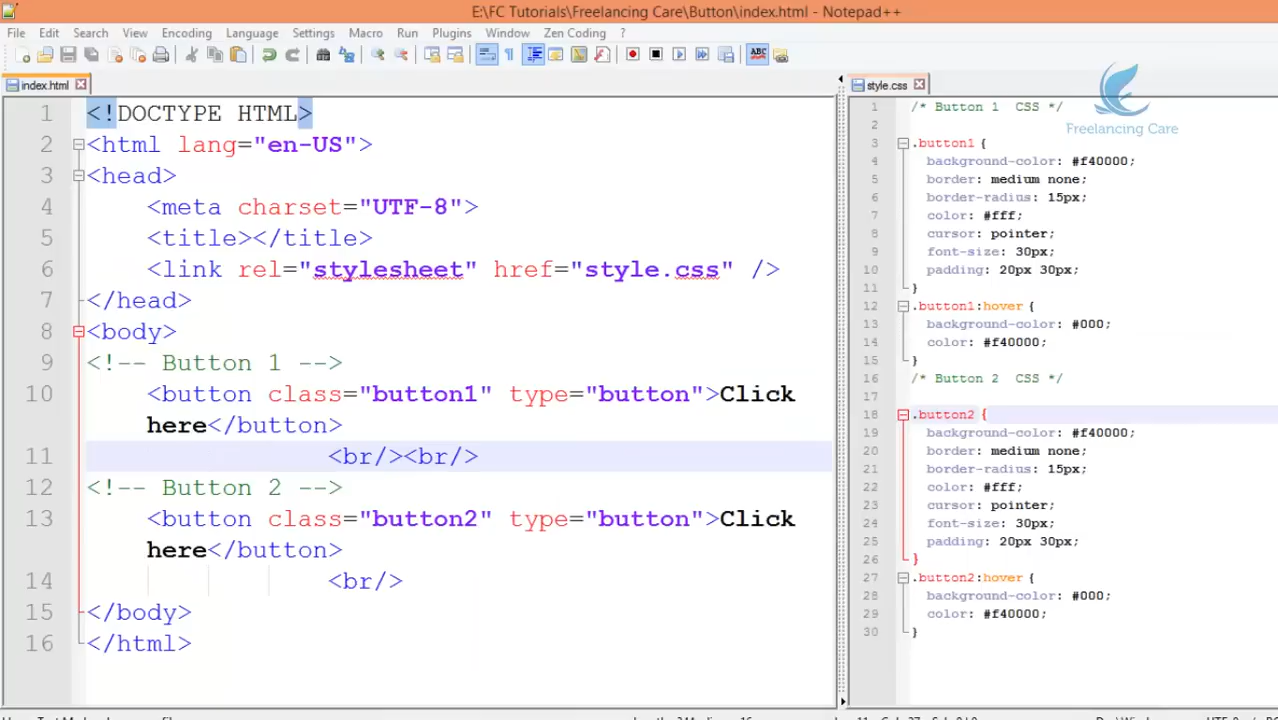 E:\FC Tutorials\Freelancing Care\Button\index.html - Notepad++
File Edit Search View Encoding Language Settings Macro Run Plugins Window Zen Coding ?
ABC
index.html
1 <!DOCTYPE HTML>
2 <html lang="en-US">
3 <head>
4 <meta charset="UTF-8">
5 <title></title>
6 <link rel="stylesheet" href="style.css" />
7 </head>
8 <body>
9 <!-- Button 1 -->
10 <button class="button1" type="button">Click
here</button>
11 <br/><br/>
12 <!-- Button 2 -->
13 <button class="button2" type="button">Click
here</button>
14 <br/>
15 </body>
16 </html>
style.css
Freelancing Care
1 /* Button 1 CSS */
2
3 .button1 {
4 background-color: #f40000;
5 border: medium none;
6 border-radius: 15px;
7 color: #fff;
8 cursor: pointer;
9 font-size: 30px;
10 padding: 20px 30px;
11 }
12 .button1:hover {
13 background-color: #000;
14 color: #f40000;
15 }
16 /* Button 2 CSS */
17
18 .button2 {
19 background-color: #f40000;
20 border: medium none;
21 border-radius: 15px;
22 color: #fff;
23 cursor: pointer;
24 font-size: 30px;
25 padding: 20px 30px;
26 }
27 .button2:hover {
28 background-color: #000;
29 color: #f40000;
30 }